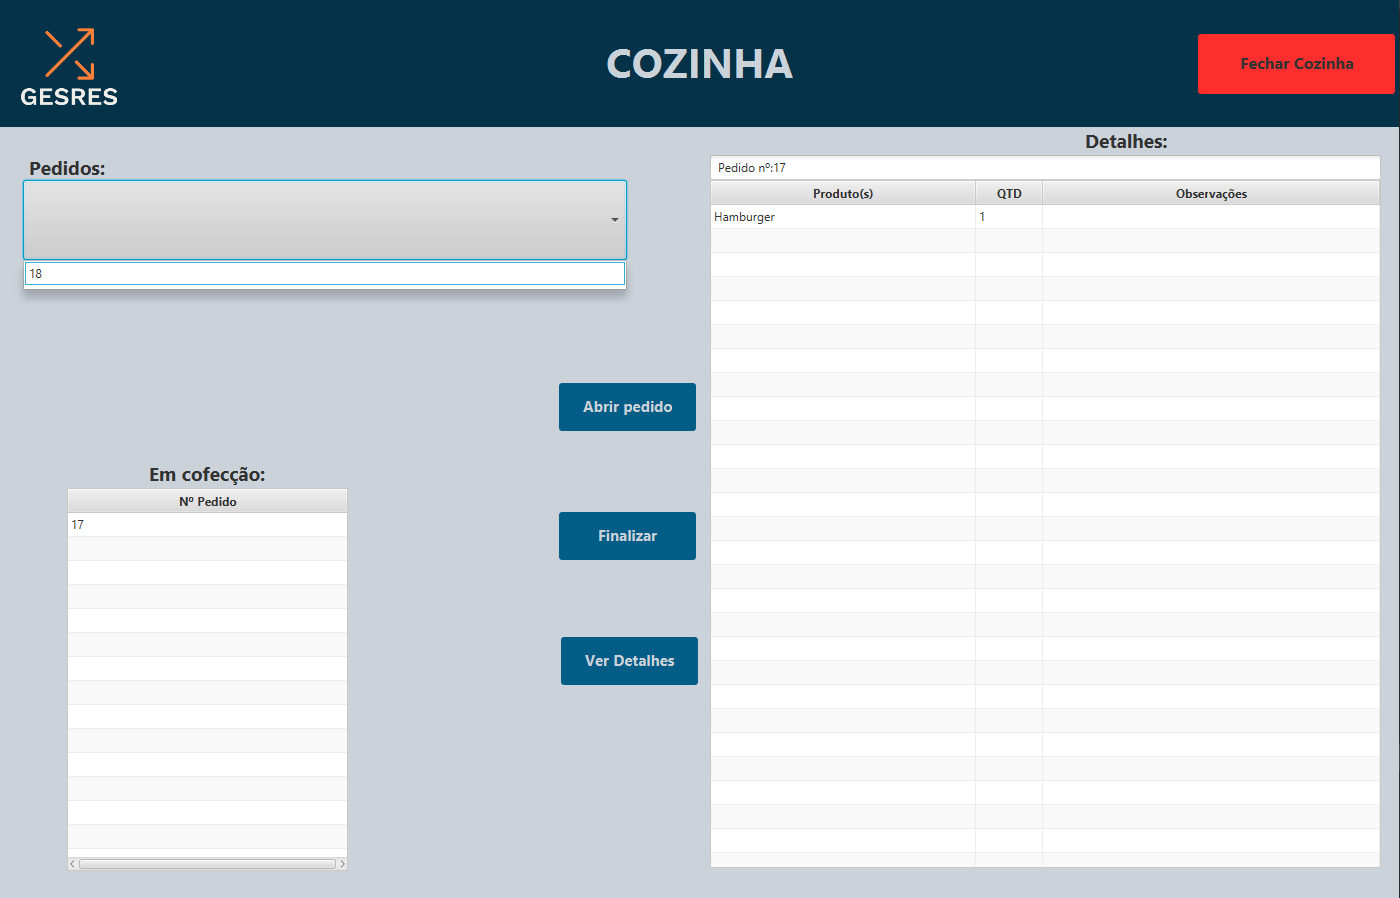 GESRES
COZINHA
Fechar Cozinha
Pedidos:
18
Abrir pedido
Em cofecção:
Nº Pedido
17
Finalizar
Ver Detalhes
Detalhes:
Pedido nº:17
Produto(s) QTD Observações
Hamburger 1